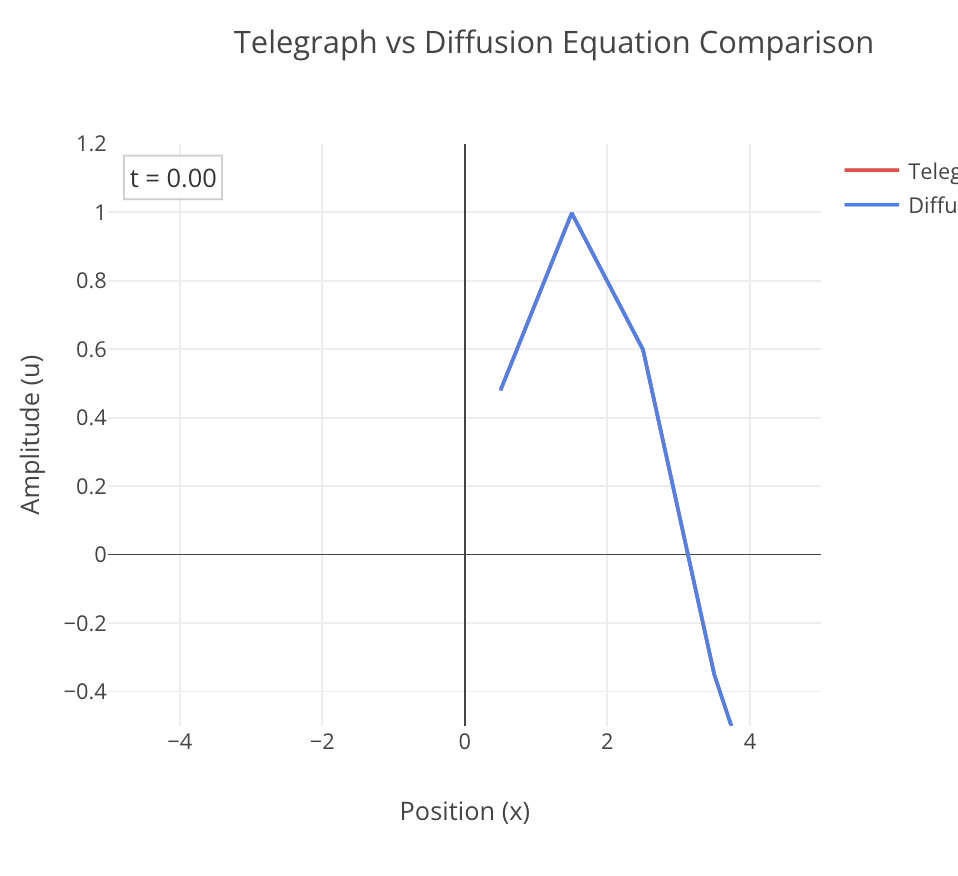 Telegraph vs Diffusion Equation Comparison
1.2
t = 0.00
1
0.8
0.6
0.4
0.2
0
−0.2
−0.4
Amplitude (u)
−4
−2
0
2
4
Position (x)
Teleg
Diffu